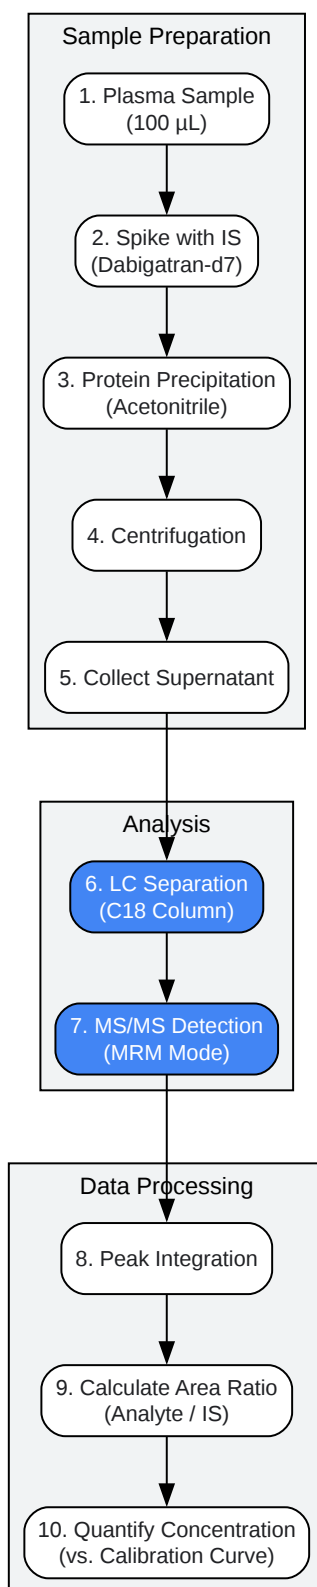 Sample Preparation
1. Plasma Sample
(100 µL)
2. Spike with IS
(Dabigatran-d7)
3. Protein Precipitation
(Acetonitrile)
4. Centrifugation
5. Collect Supernatant
Analysis
6. LC Separation
(C18 Column)
7. MS/MS Detection
(MRM Mode)
Data Processing
8. Peak Integration
9. Calculate Area Ratio
(Analyte / IS)
10. Quantify Concentration
(vs. Calibration Curve)